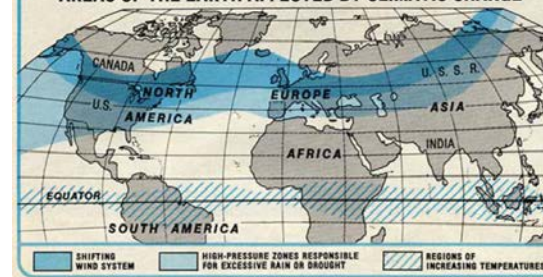 AREAS OF THE EARTH AFFECTED BY CLIMATIC CHANGE
CANADA
U. S. S. R.
NORTH
EUROPE
U.S.
ASIA
AMERICA
INDIA
AFRICA
EQUATOR
SOUTH AMERICA
SHIFTING
WIND SYSTEM
HIGH-PRESSURE ZONES RESPONSIBLE
FOR EXCESSIVE RAIN OR DROUGHT
REGIONS OF
INCREASING TEMPERATURES